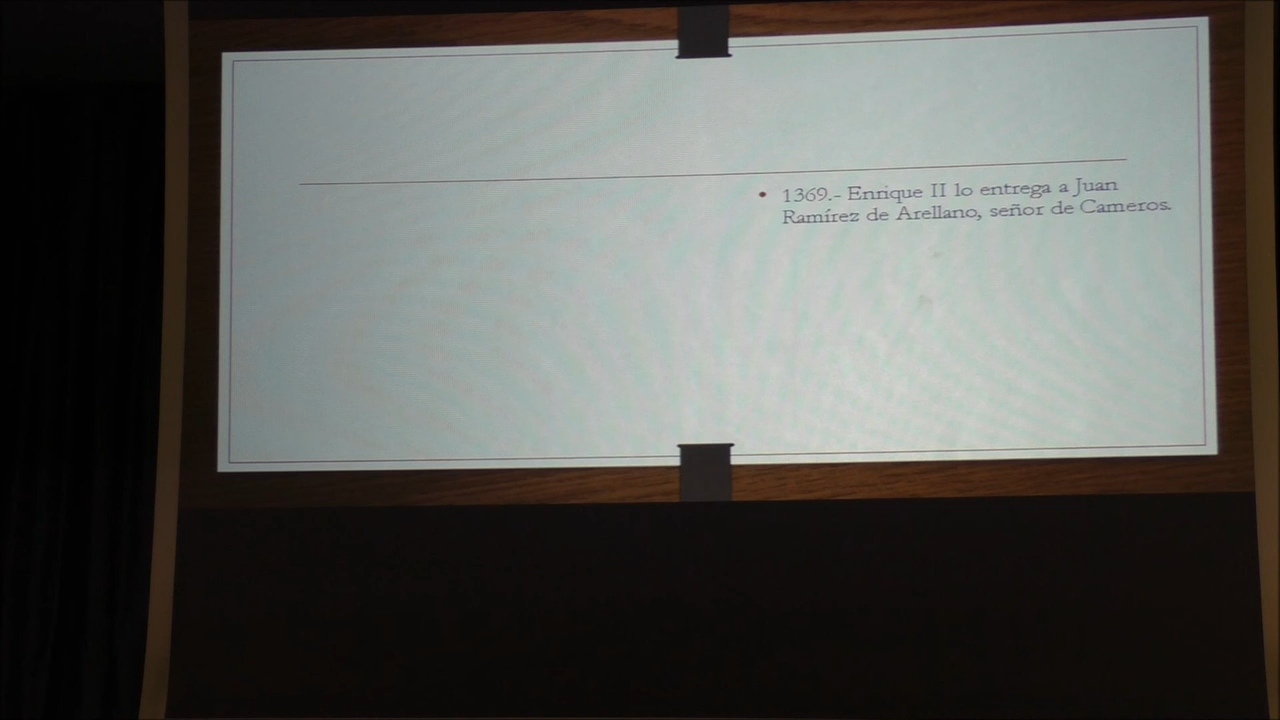 • 1369.- Enrique II lo entrega a Juan
Ramírez de Arellano, señor de Cameros.